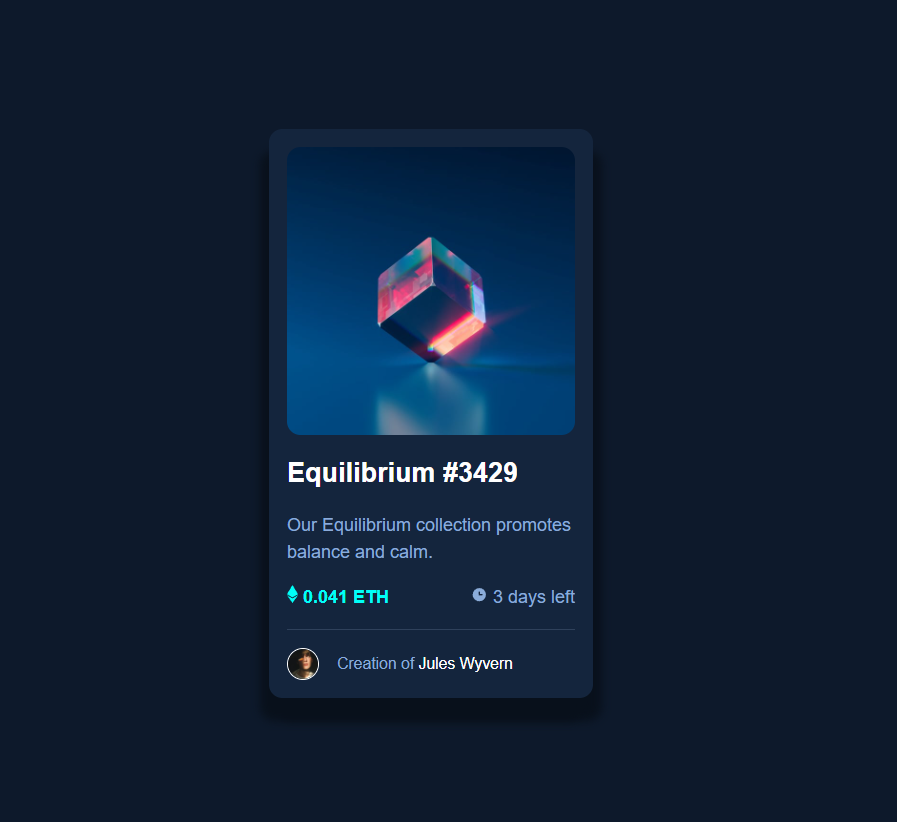 Equilibrium #3429
Our Equilibrium collection promotes
balance and calm.
0.041 ETH
3 days left
Creation of Jules Wyvern